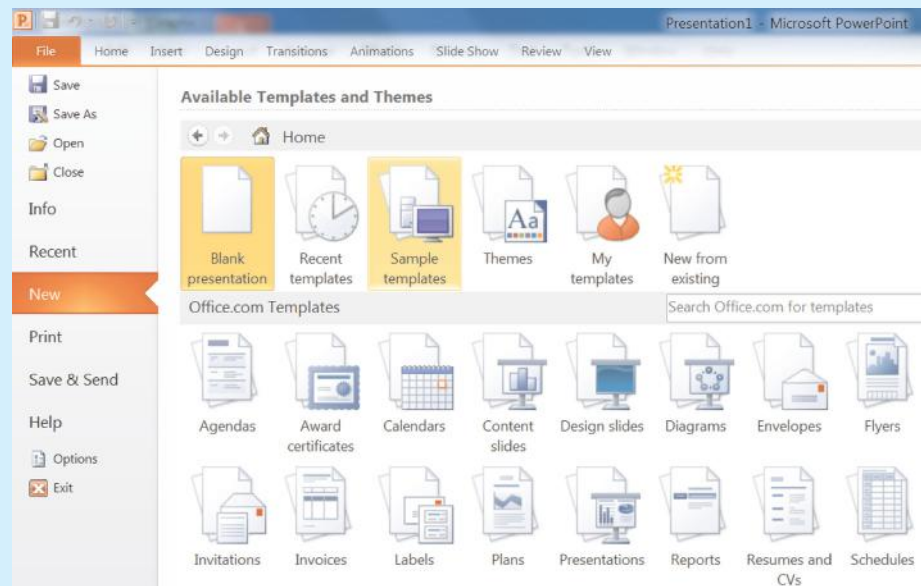 Presentation1 - Microsoft PowerPoint
File Home Insert Design Transitions Animations Slide Show Review View
Save
Save As
Open
Close
Info
Recent
New
Print
Save & Send
Help
Options
Exit
Available Templates and Themes
Home
Blank presentation
Recent templates
Sample templates
Themes
My templates
New from existing
Office.com Templates
Search Office.com for templates
Agendas
Award certificates
Calendars
Content slides
Design slides
Diagrams
Envelopes
Flyers
Invitations
Invoices
Labels
Plans
Presentations
Reports
Resumes and CVs
Schedules